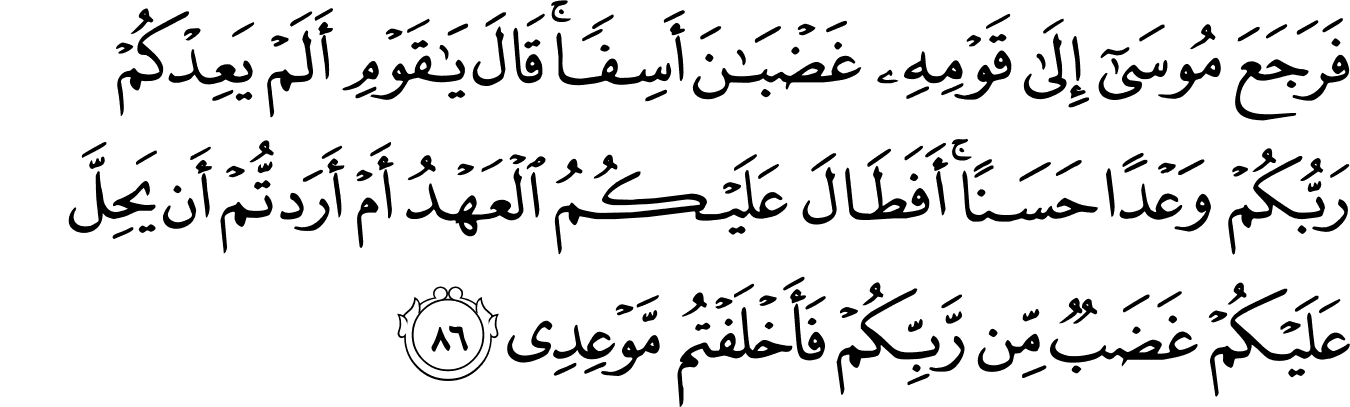 فَرَجَعَ مُوسَىٰٓ إِلَىٰ قَوْمِهِۦ غَضْبَـٰنَ أَسِفًۭا ۚ قَالَ يَـٰقَوْمِ أَلَمْ يَعِدْكُمْ
رَبُّكُمْ وَعْدًا حَسَنًا ۚ أَفَطَالَ عَلَيْكُمُ ٱلْعَهْدُ أَمْ أَرَدتُّمْ أَن يَحِلَّ
عَلَيْكُمْ غَضَبٌۭ مِّن رَّبِّكُمْ فَأَخْلَفْتُم مَّوْعِدِى ٨٦